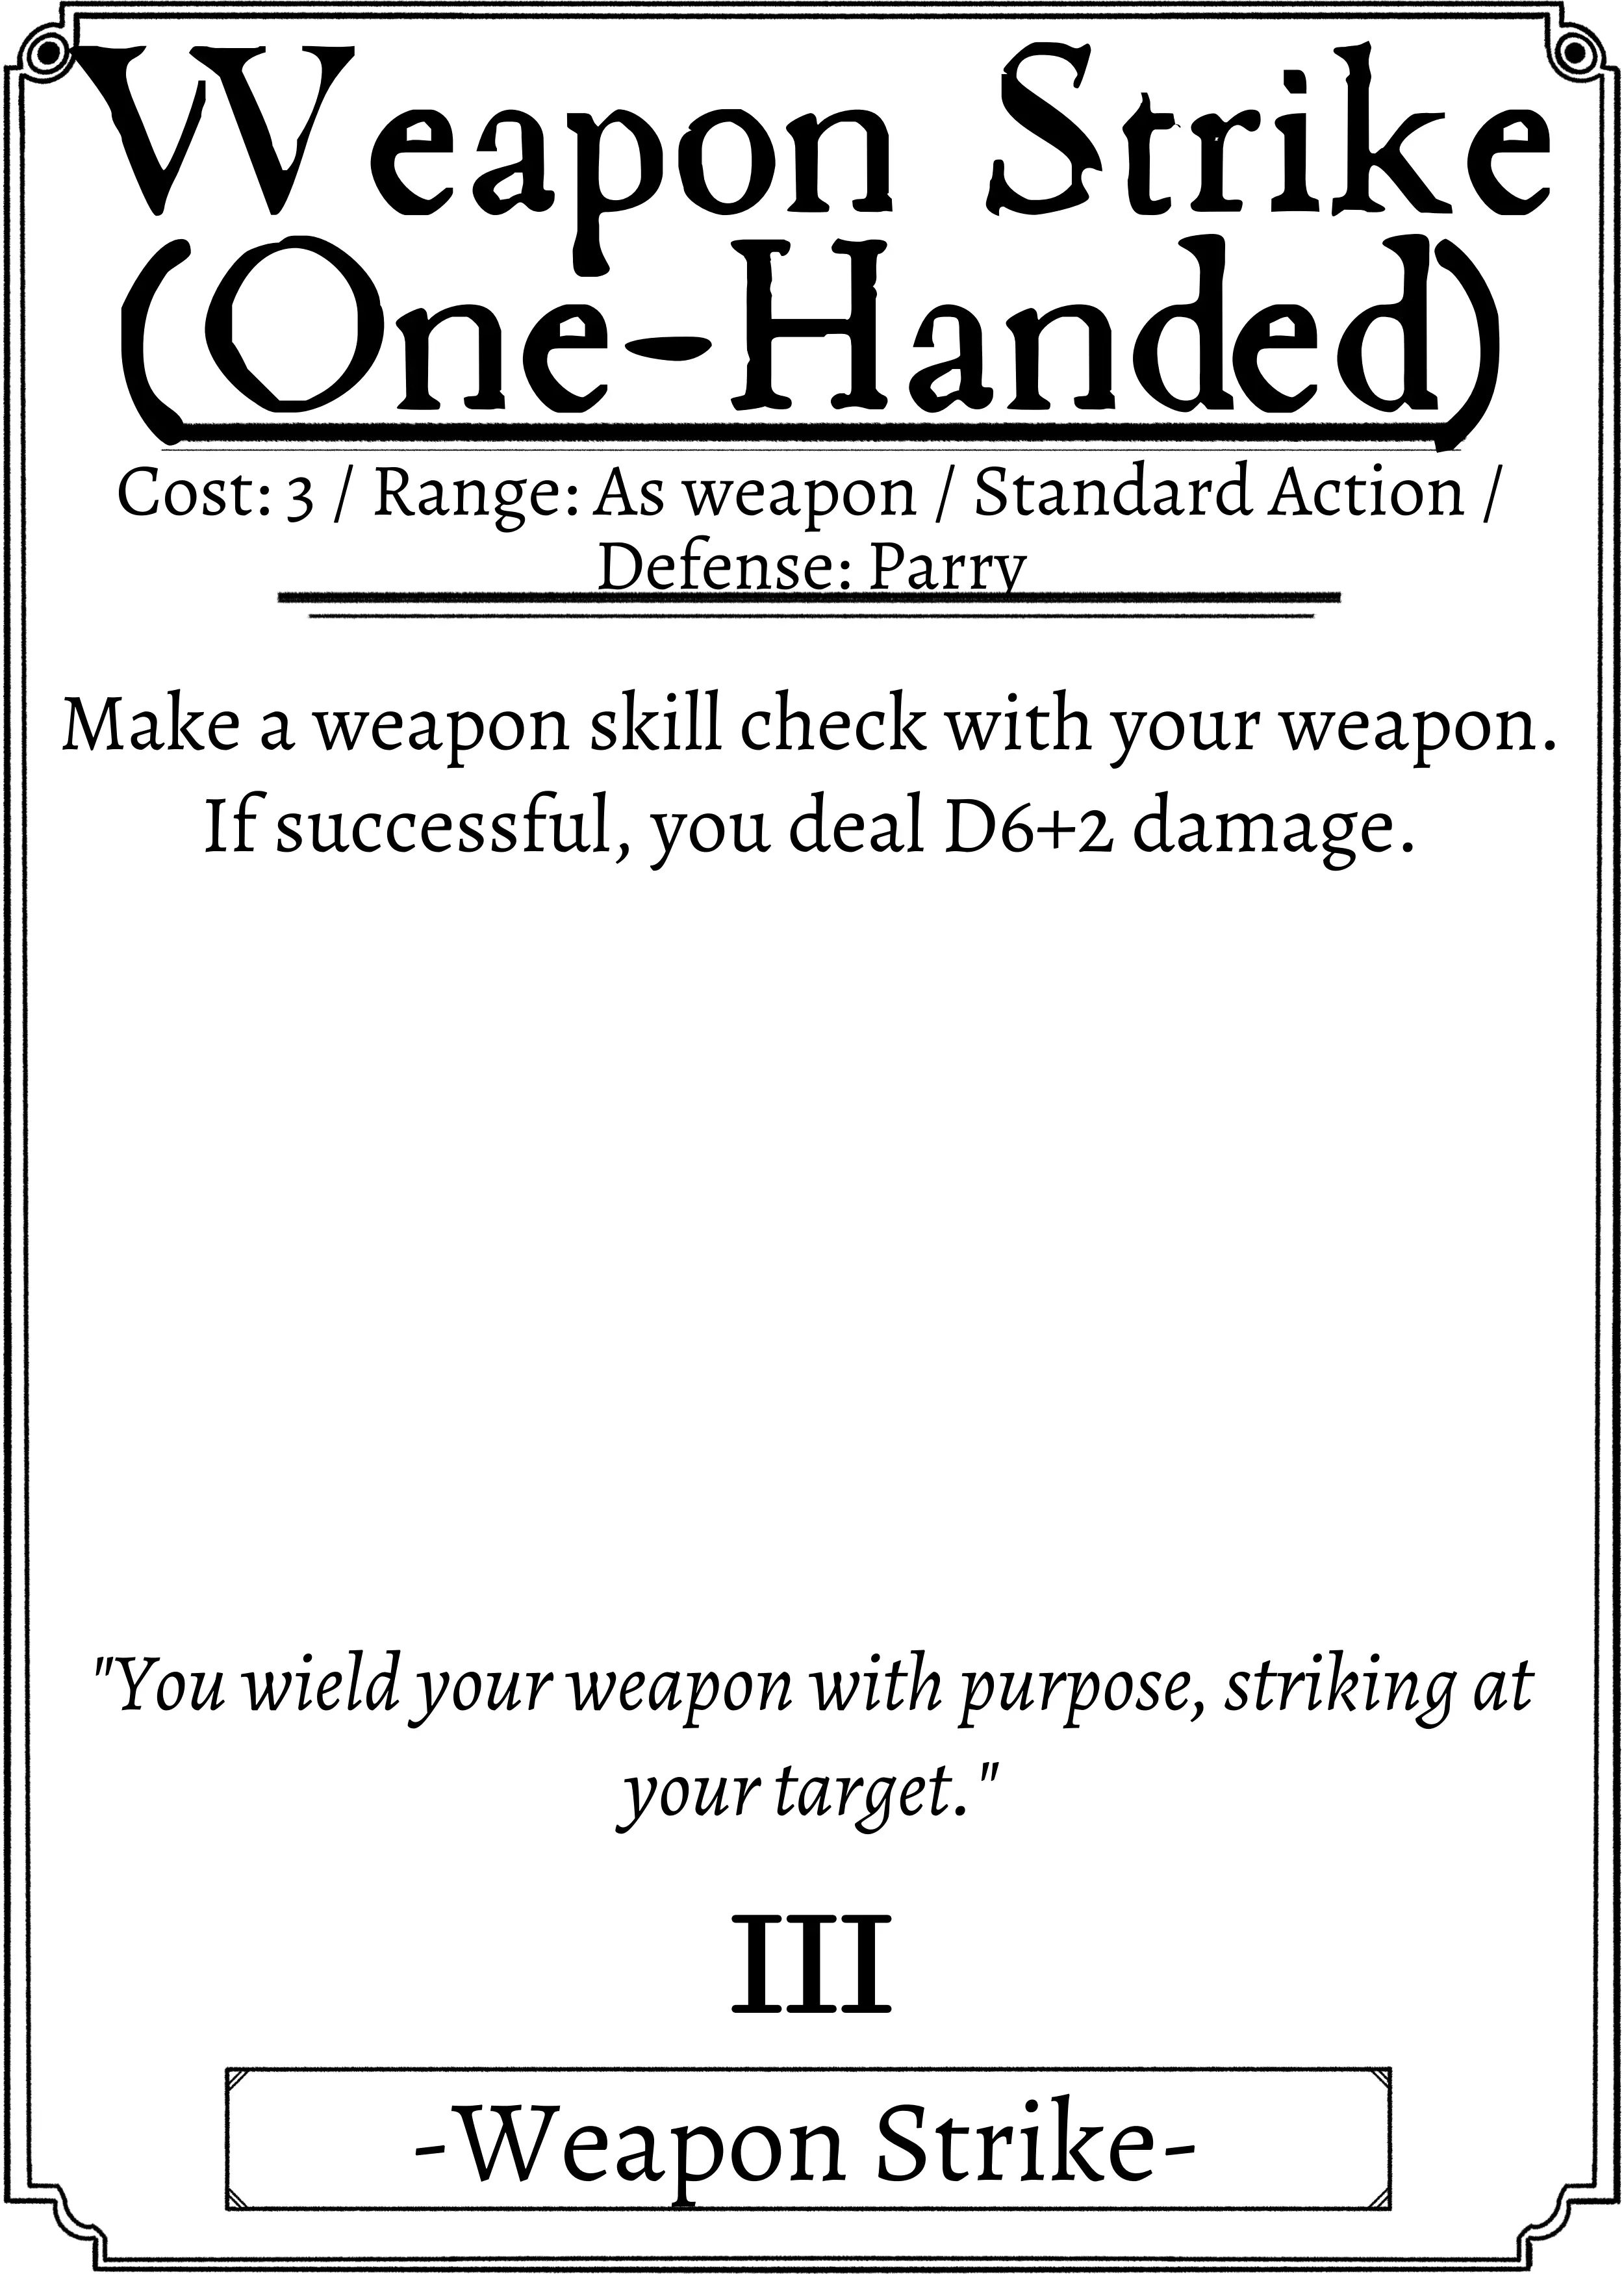 Weapon Strike
(One-Handed)
Cost: 3 / Range: As weapon / Standard Action /
Defense: Parry
Make a weapon skill check with your weapon.
If successful, you deal D6+2 damage.
"You wield your weapon with purpose, striking at
your target."
III
-Weapon Strike-